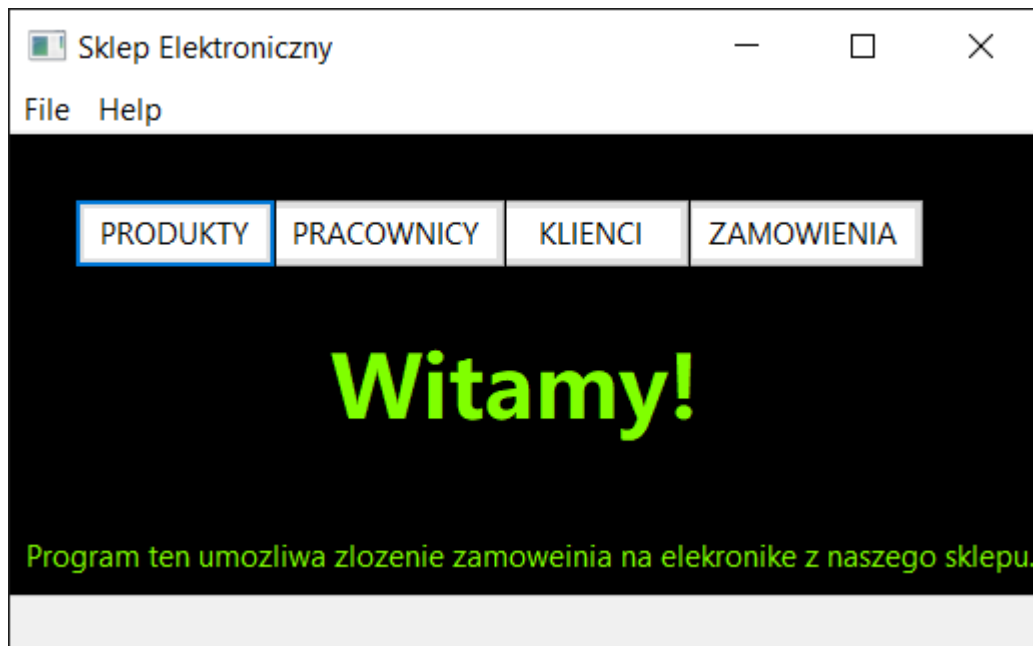 Sklep Elektroniczny
File Help
PRODUKTY PRACOWNICY KLIENCI ZAMOWIENIA
Witamy!
Program ten umozliwa zlozenie zamoweinia na elekronike z naszego sklepu.